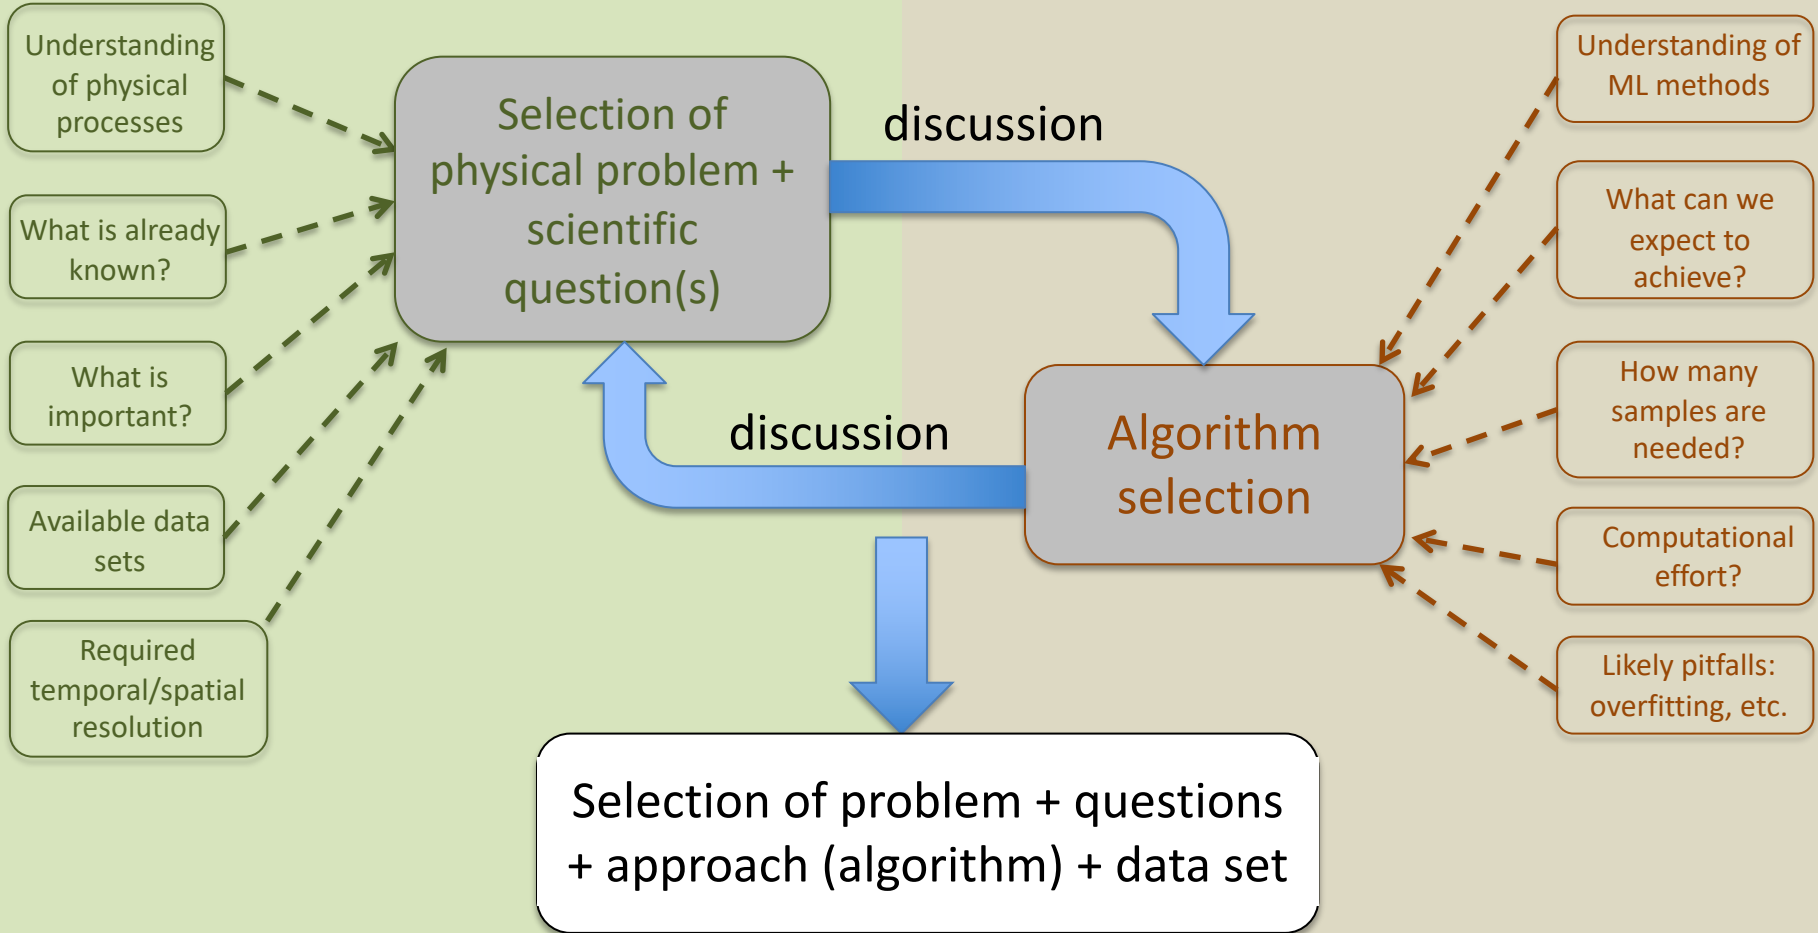 Understanding
of physical
processes
What is already
known?
What is
important?
Available data
sets
Required
temporal/spatial
resolution
Selection of
physical problem +
scientific
question(s)
discussion
discussion
Algorithm
selection
Understanding of
ML methods
What can we
expect to
achieve?
How many
samples are
needed?
Computational
effort?
Likely pitfalls:
overfitting, etc.
Selection of problem + questions
+ approach (algorithm) + data set